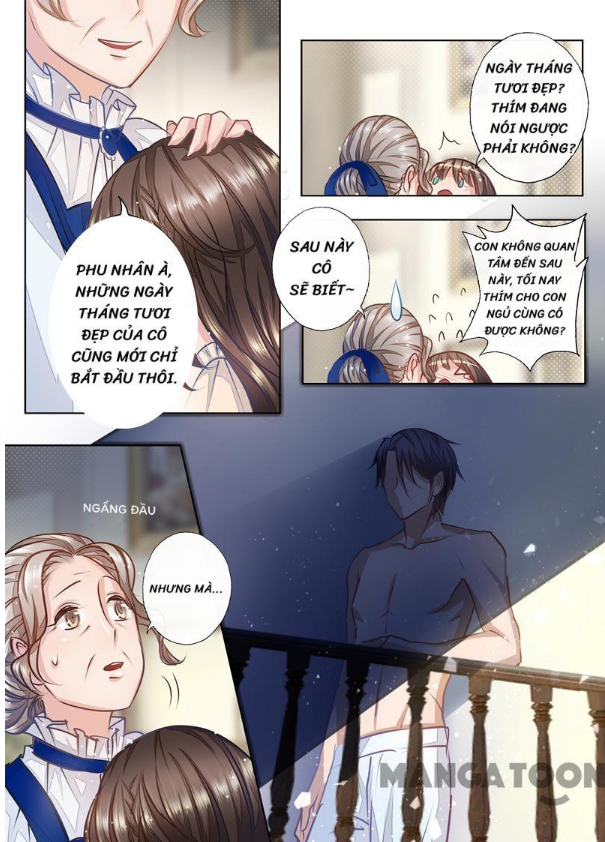 PHU NHÂN À,
NHỮNG NGÀY
THÁNG TƯƠI
ĐẸP CỦA CÔ
CŨNG MỚI CHỈ
BẮT ĐẦU THÔI.
NGÀY THÁNG
TƯƠI ĐẸP?
THÍM ĐANG
NÓI NGƯỢC
PHẢI KHÔNG?
SAU NÀY
CÔ
SẼ BIẾT~
CON KHÔNG QUAN
TÂM ĐẾN SAU
NÀY, TỐI NAY
THÍM CHO CON
NGỦ CÙNG CÓ
ĐƯỢC KHÔNG?
NGẨNG ĐẦU
NHƯNG MÀ...
MANGATOON